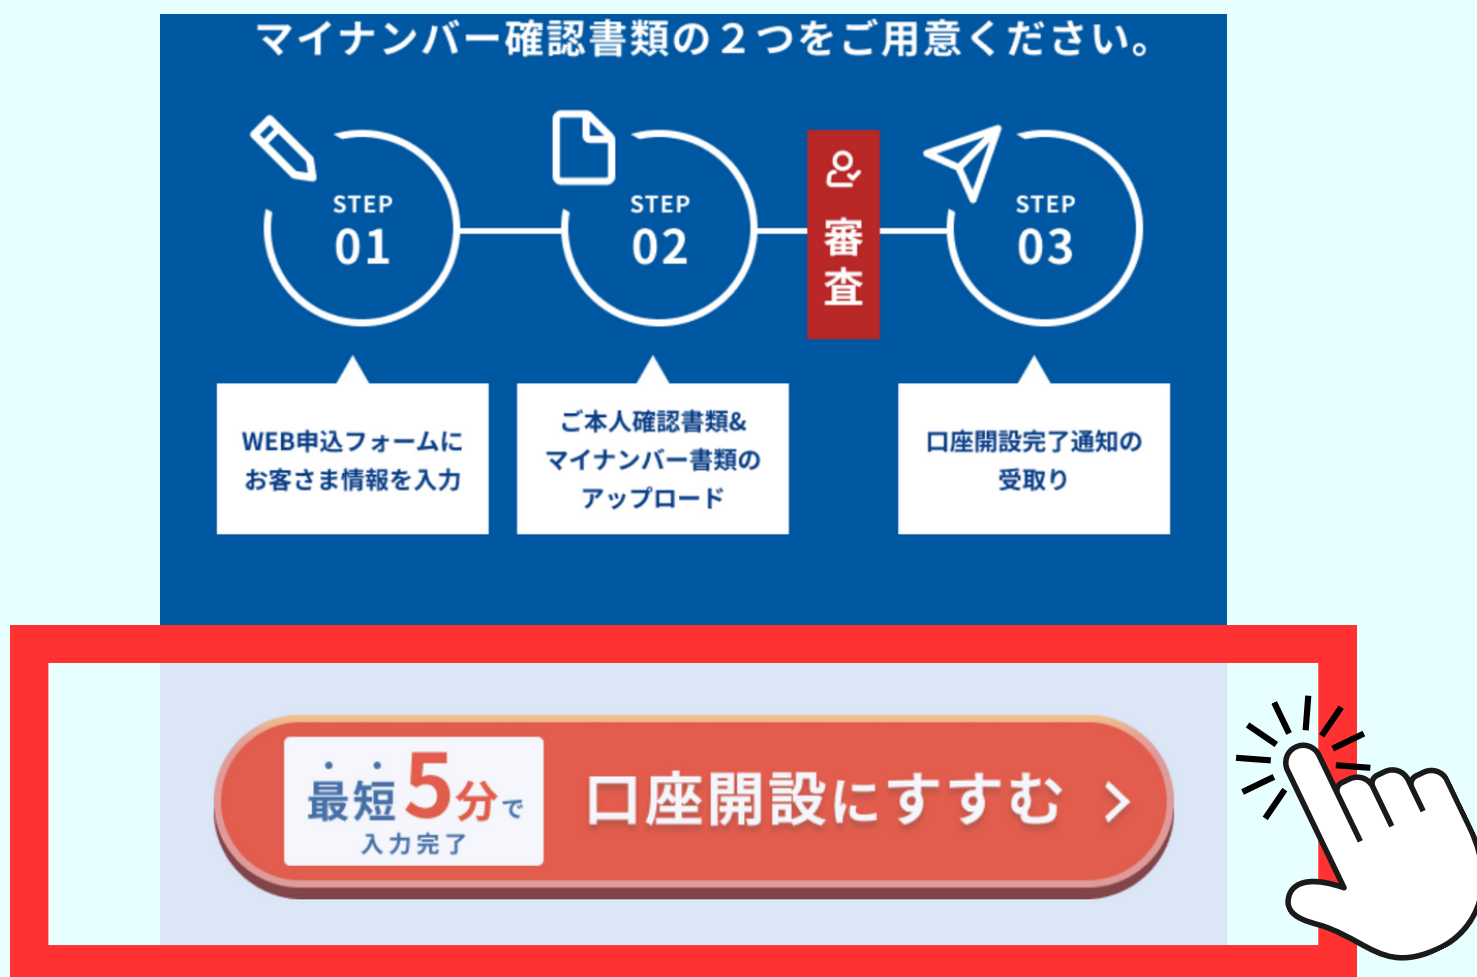 マイナンバー確認書類の２つをご用意ください。
STEP
01
STEP
02
審査
STEP
03
WEB申込フォームに
お客さま情報を入力
ご本人確認書類&
マイナンバー書類の
アップロード
口座開設完了通知の
受取り
最短5分で
入力完了
口座開設にすすむ